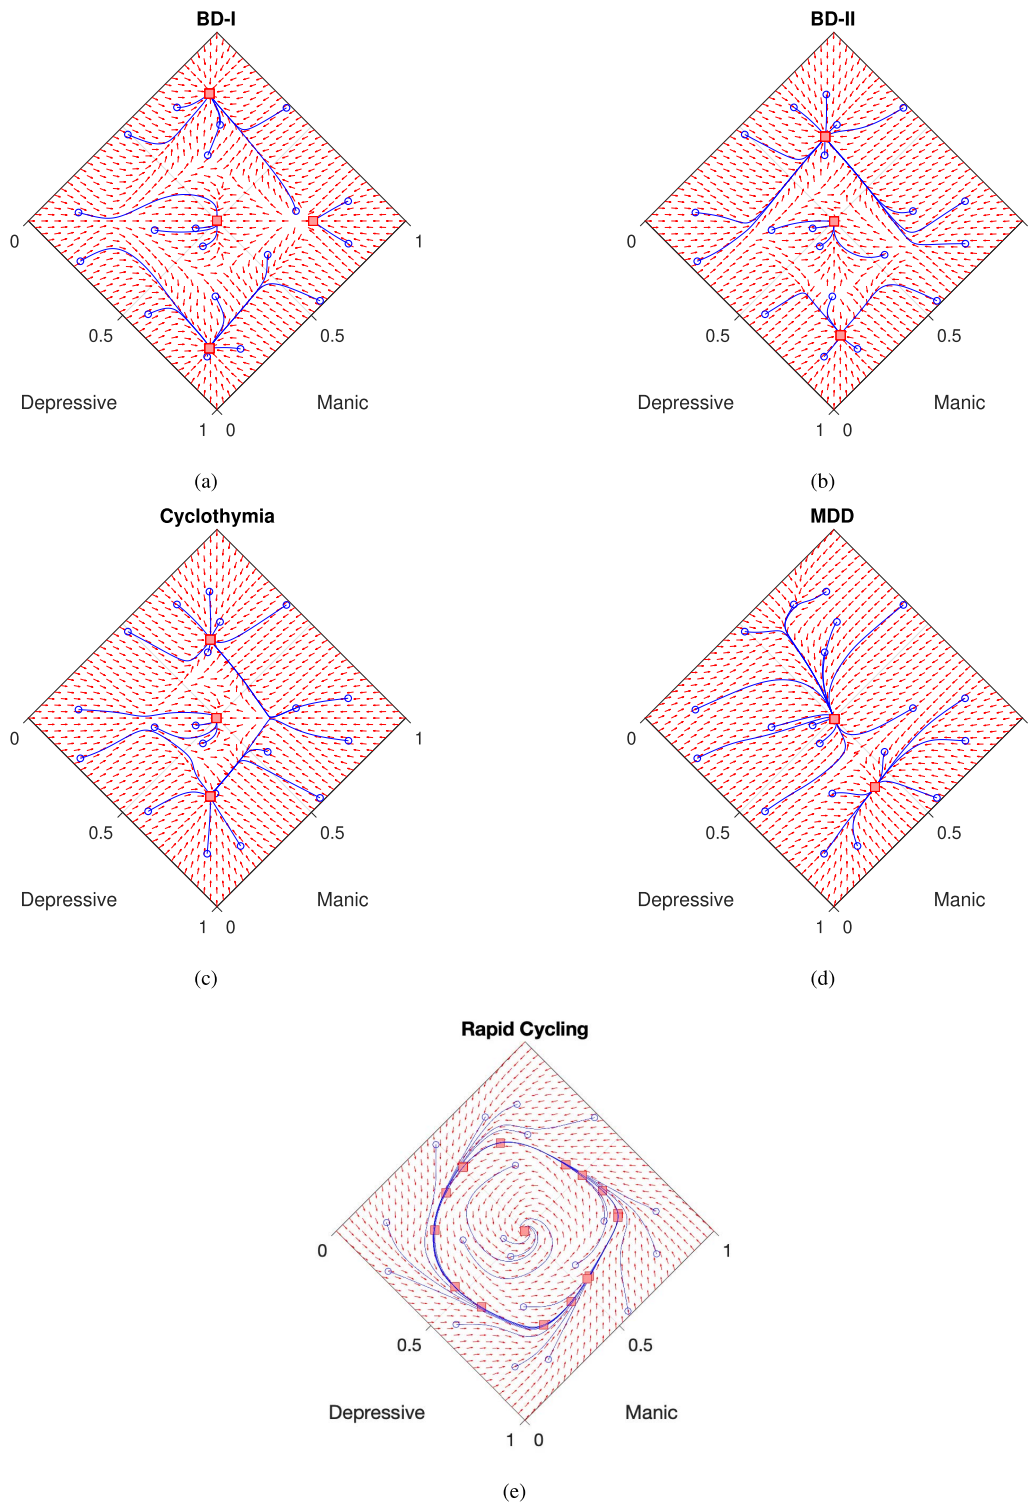 BD-I
BD-II
0
1
0
0.5
0.5
0.5
0.5
Depressive
Manic
Depressive
Manic
1 0
1 0
(a)
(b)
Cyclothymia
MDD
0
1
0
0.5
0.5
0.5
0.5
Depressive
Manic
Depressive
Manic
1 0
1 0
(c)
(d)
Rapid Cycling
0
1
0.5
0.5
Depressive
Manic
1 0
(e)